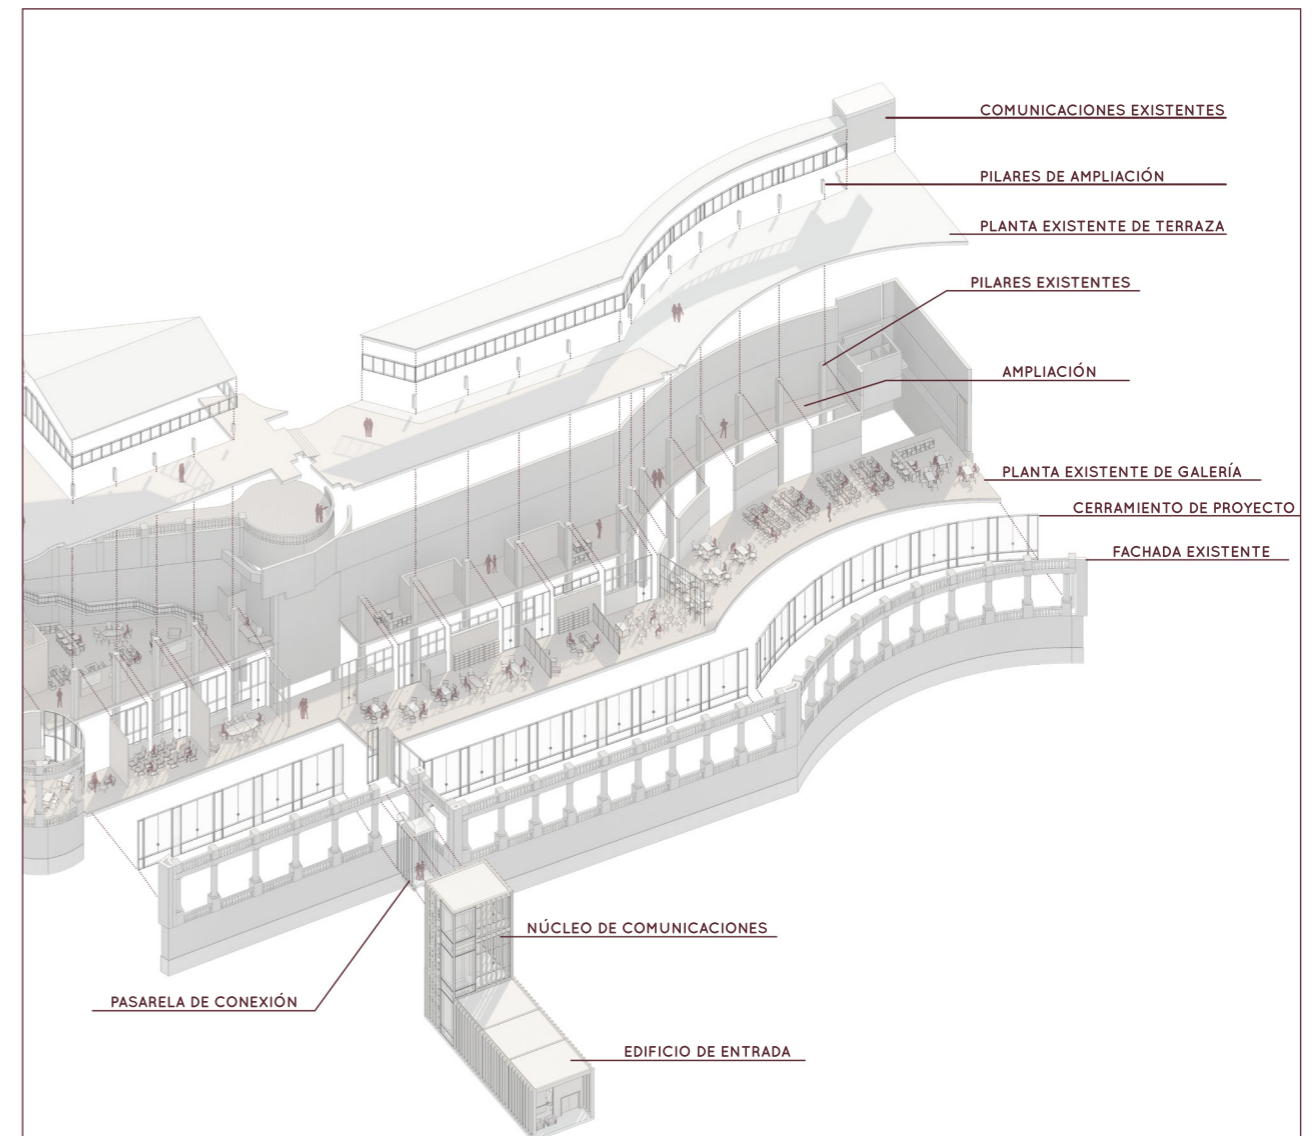 COMUNICACIONES EXISTENTES
PILARES DE AMPLIACIÓN
PLANTA EXISTENTE DE TERRAZA
PILARES EXISTENTES
AMPLIACIÓN
PLANTA EXISTENTE DE GALERÍA
CERRAMIENTO DE PROYECTO
FACHADA EXISTENTE
NÚCLEO DE COMUNICACIONES
PASARELA DE CONEXIÓN
EDIFICIO DE ENTRADA